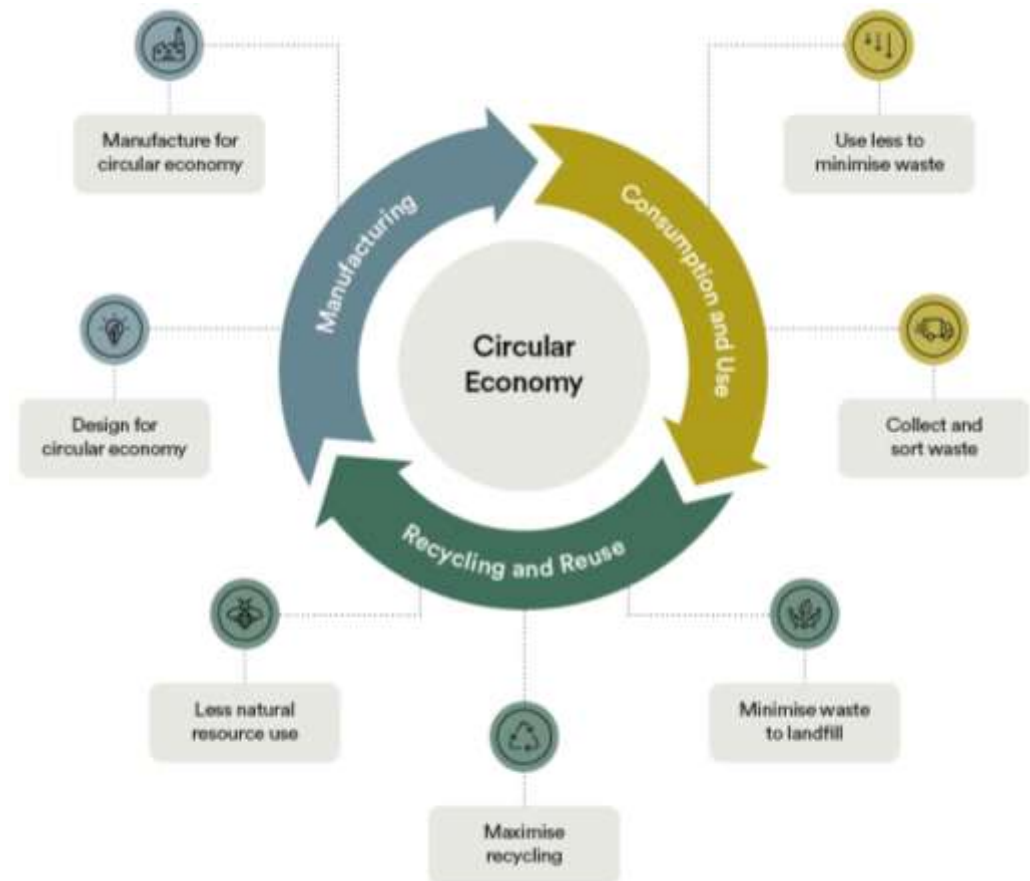 Manufacture for
circular economy
Use less to
minimise waste
Manufacturing
Consumption and Use
Circular
Economy
Design for
circular economy
Collect and
sort waste
Recycling and Reuse
Less natural
resource use
Minimise waste
to landfill
Maximise
recycling